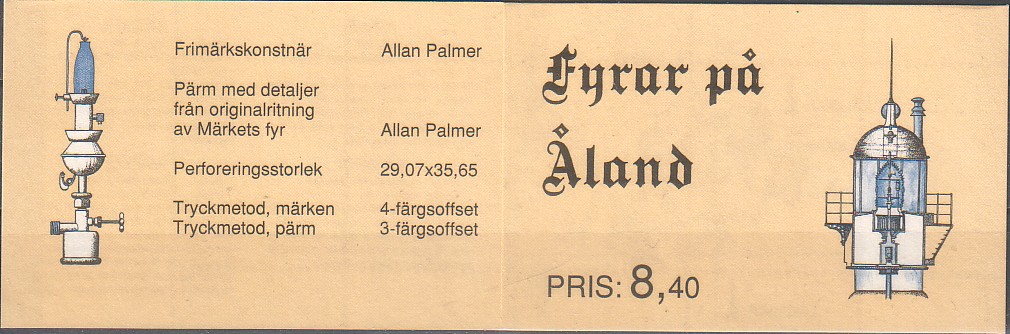 Frimärkskonstnär Allan Palmer
Pärm med detaljer
från originalritning
av Märkets fyr Allan Palmer
Perforeringsstorlek 29,07x35,65
Tryckmetod, märken 4-färgsoffset
Tryckmetod, pärm 3-färgsoffset
Fyrar på
Åland
PRIS: 8,40